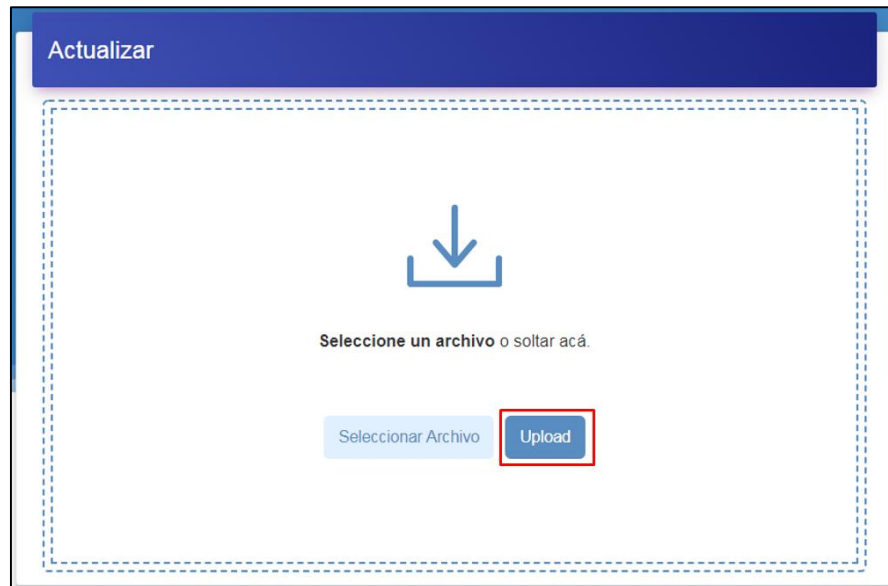 Actualizar
Seleccione un archivo o soltar acá.
Seleccionar Archivo Upload